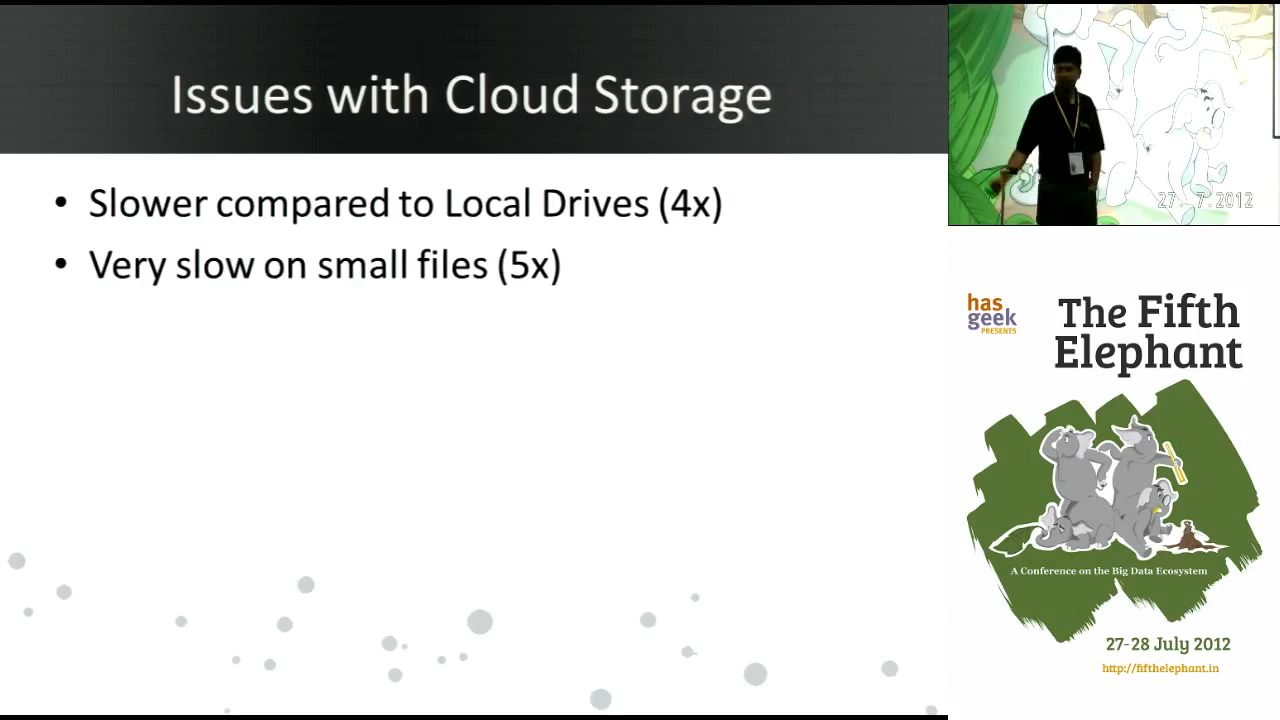 Issues with Cloud Storage
• Slower compared to Local Drives (4x)
• Very slow on small files (5x)
27- 7.2012
has
geek
PRESENTS
The Fifth
Elephant
A Conference on the Big Data Ecosystem
27-28 July 2012
http://fifthelephant.in